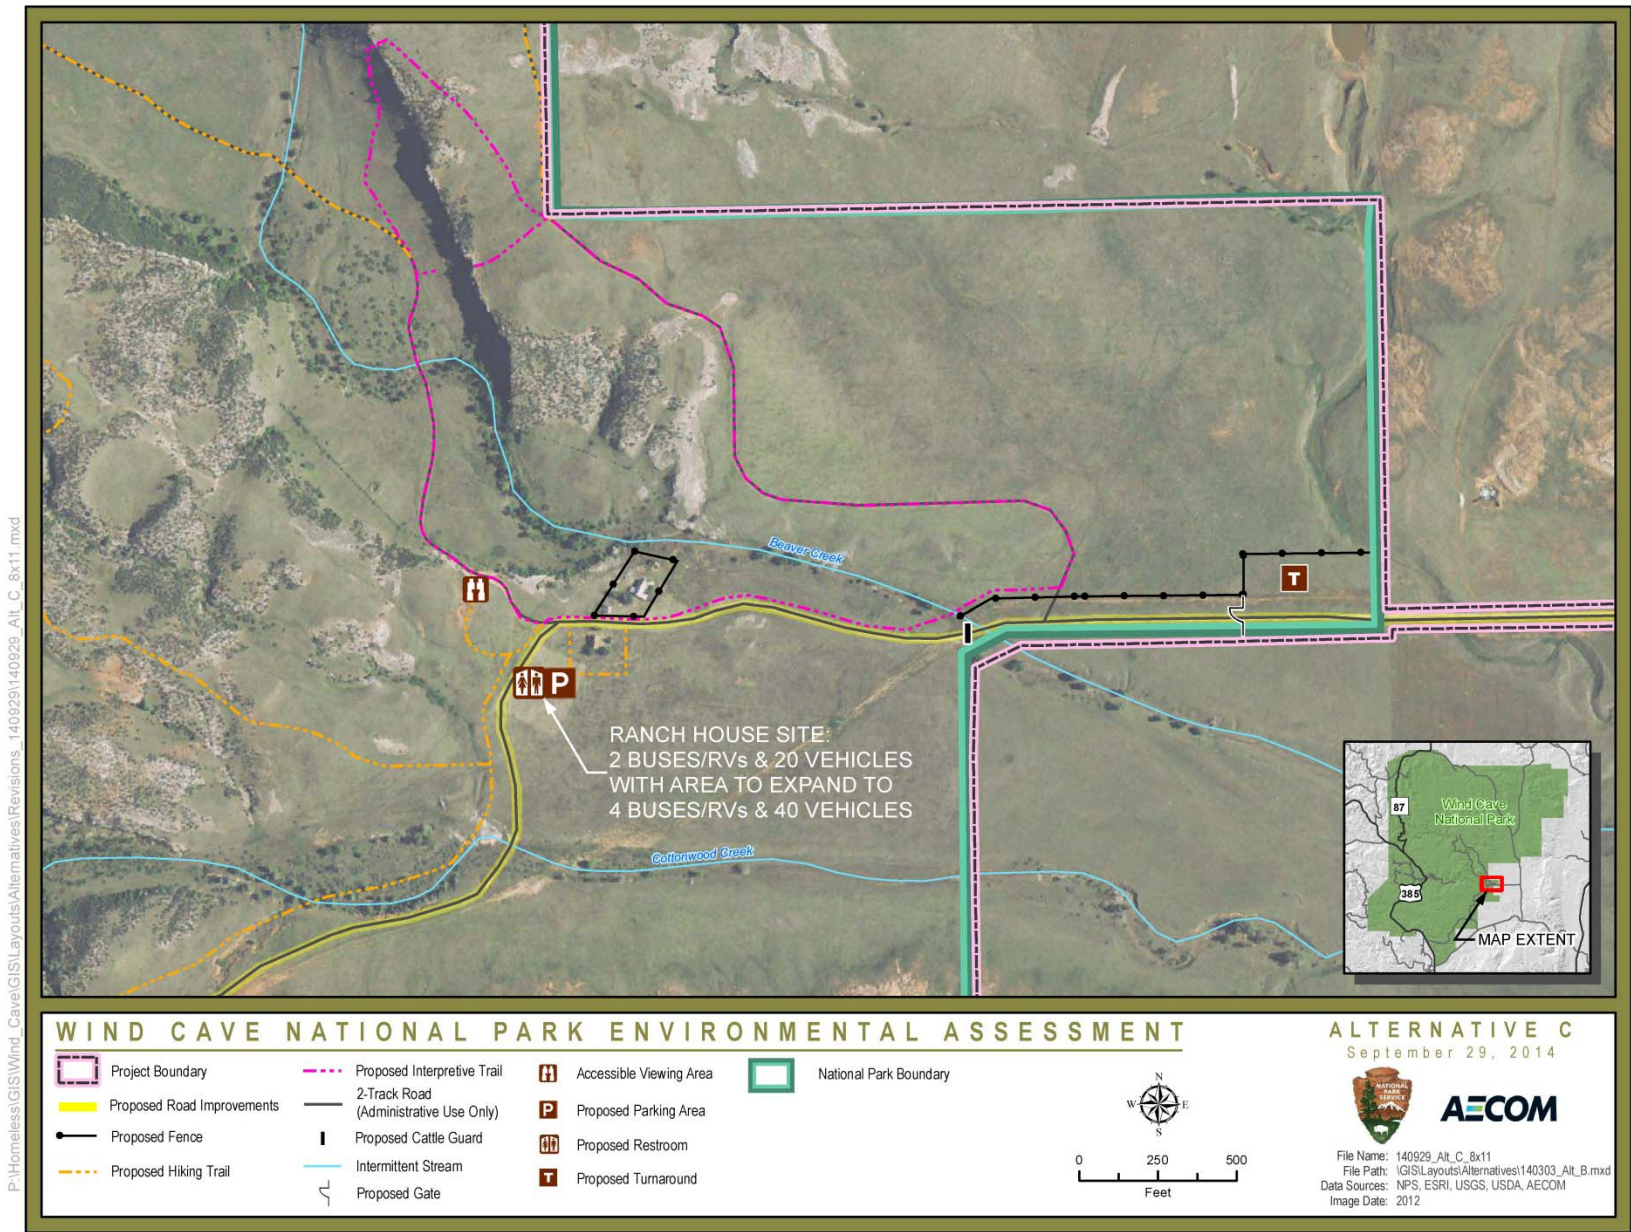 P:\Homeless\GIS\Wind_Cave\GIS\Layouts\Alternatives\Revisions_140929\140929_Alt_C_8x11.mxd
Beaver Creek
T
P
RANCH HOUSE SITE:
2 BUSES/RVs & 20 VEHICLES
WITH AREA TO EXPAND TO
4 BUSES/RVs & 40 VEHICLES
Cottonwood Creek
87
Wind Cave
National Park
385
MAP EXTENT
WIND CAVE NATIONAL PARK ENVIRONMENTAL ASSESSMENT
Project Boundary
Proposed Road Improvements
Proposed Fence
Proposed Hiking Trail
Proposed Interpretive Trail
2-Track Road
(Administrative Use Only)
Proposed Cattle Guard
Intermittent Stream
Proposed Gate
Accessible Viewing Area
P
Proposed Parking Area
Proposed Restroom
T
Proposed Turnaround
National Park Boundary
N
W E
S
0 250 500
Feet
ALTERNATIVE C
September 29, 2014
NATIONAL
PARK
SERVICE
AECOM
File Name: 140929_Alt_C_8x11
File Path: \GIS\Layouts\Alternatives\140303_Alt_B.mxd
Data Sources: NPS, ESRI, USGS, USDA, AECOM
Image Date: 2012